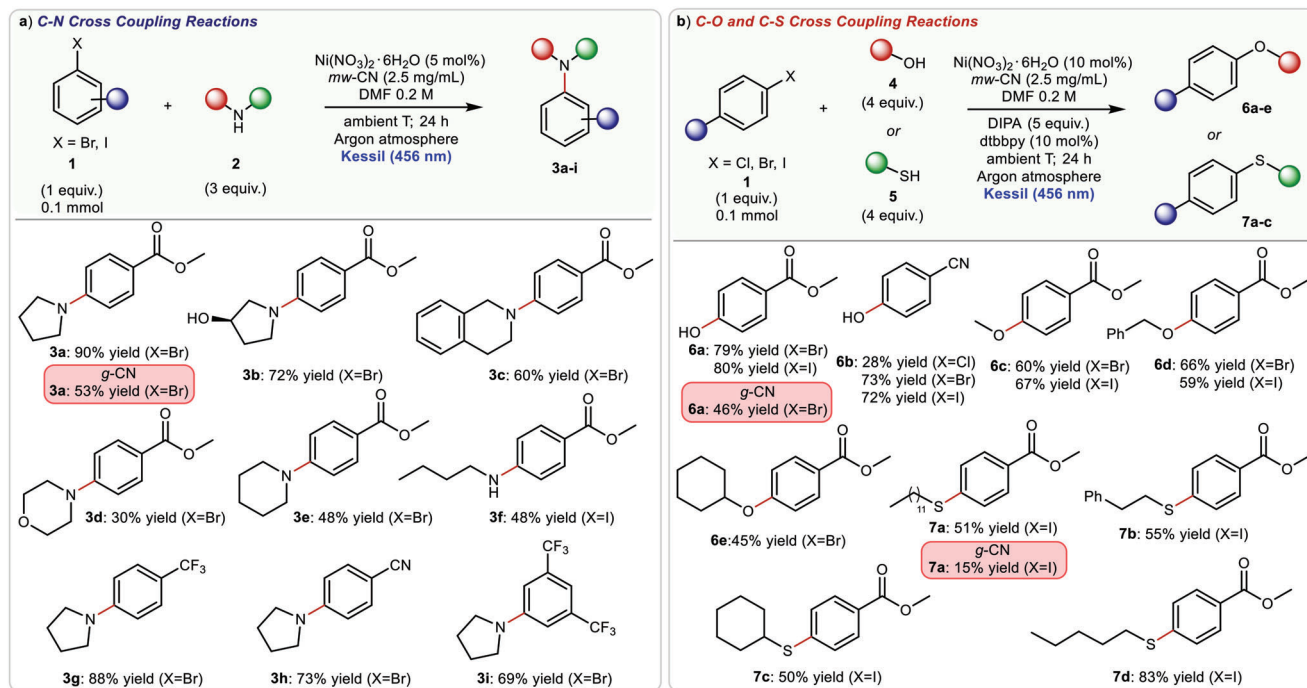 a) C-N Cross Coupling Reactions
X
+
N
H
X = Br, I
1
(1 equiv.)
0.1 mmol
2
(3 equiv.)
Ni(NO3)2·6H2O (5 mol%)
mw-CN (2.5 mg/mL)
DMF 0.2 M
ambient T; 24 h
Argon atmosphere
Kessil (456 nm)
N
3a-i
O
O
N
3a: 90% yield (X=Br)
g-CN
3a: 53% yield (X=Br)
O
O
N
HO
3b: 72% yield (X=Br)
O
O
N
3c: 60% yield (X=Br)
O
O
N
O
3d: 30% yield (X=Br)
O
O
N
3e: 48% yield (X=Br)
O
O
N
H
3f: 48% yield (X=I)
CF3
N
3g: 88% yield (X=Br)
CN
N
3h: 73% yield (X=Br)
CF3
CF3
N
3i: 69% yield (X=Br)
b) C-O and C-S Cross Coupling Reactions
X
X = Cl, Br, I
1
(1 equiv.)
0.1 mmol
+
OH
4
(4 equiv.)
or
SH
5
(4 equiv.)
Ni(NO3)2·6H2O (10 mol%)
mw-CN (2.5 mg/mL)
DMF 0.2 M
DIPA (5 equiv.)
dtbbpy (10 mol%)
ambient T; 24 h
Argon atmosphere
Kessil (456 nm)
O
6a-e
or
S
7a-c
O
O
HO
6a: 79% yield (X=Br)
80% yield (X=I)
g-CN
6a: 46% yield (X=Br)
CN
HO
6b: 28% yield (X=Cl)
73% yield (X=Br)
72% yield (X=I)
O
O
O
6c: 60% yield (X=Br)
67% yield (X=I)
O
O
Ph
O
6d: 66% yield (X=Br)
59% yield (X=I)
O
O
O
6e:45% yield (X=Br)
O
O
( )11
S
7a: 51% yield (X=I)
g-CN
7a: 15% yield (X=I)
O
O
Ph
S
7b: 55% yield (X=I)
O
O
S
7c: 50% yield (X=I)
O
O
S
7d: 83% yield (X=I)